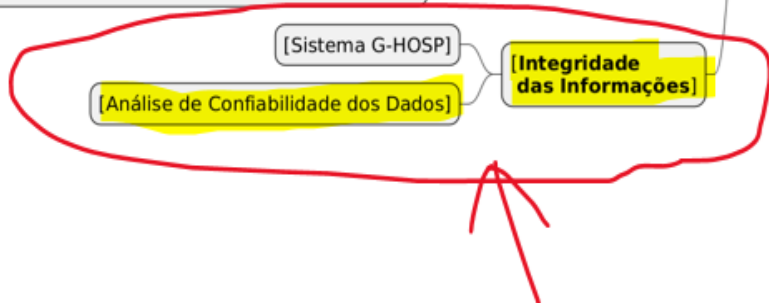 [Sistema G-HOSP]
[Integridade
das Informações]
[Análise de Confiabilidade dos Dados]